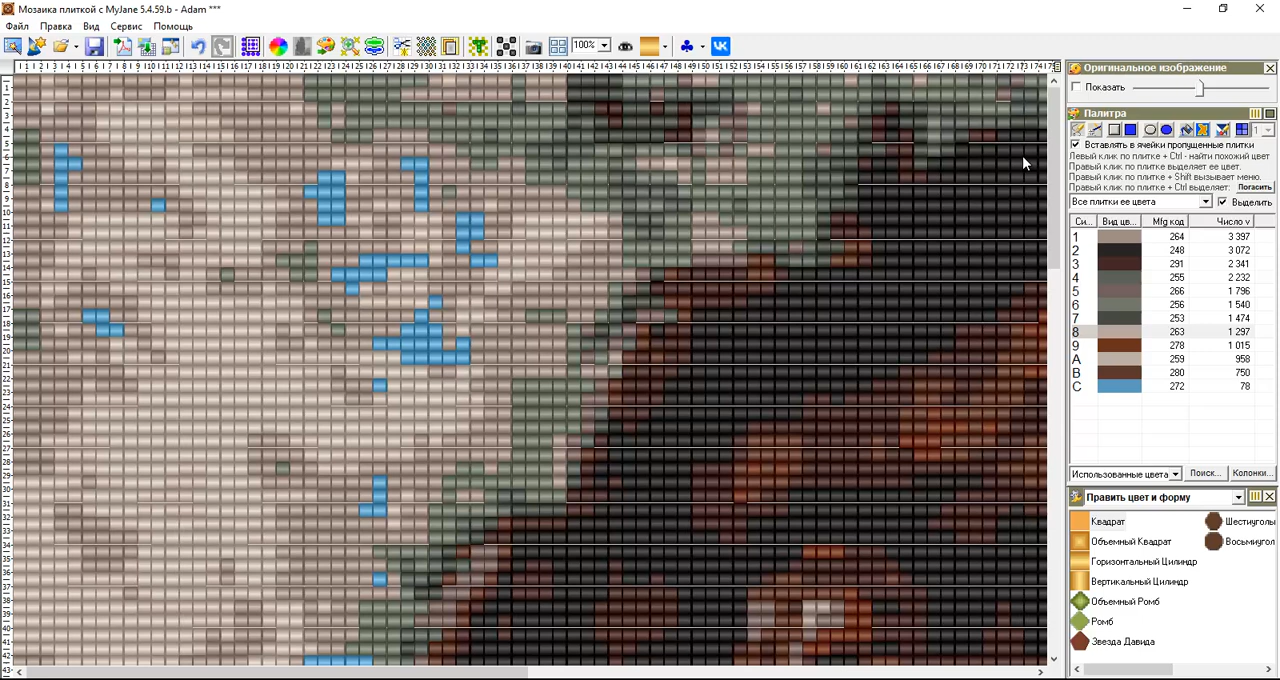 Мозаика плиткой с MyJane 5.4.59.b - Adam ***
Файл Правка Вид Сервис Помощь
100%
Оригинальное изображение
Показать
Палитра
1
Вставлять в ячейки пропущенные плитки
Левый клик по плитке + Ctrl - найти похожий цвет
Правый клик по плитке выделяет ее цвет.
Правый клик по плитке + Shift вызывает меню.
Правый клик по плитке + Ctrl выделяет: Погасить
Все плитки ее цвета Выделить
Си... Вид цв... Mfg код Число
1 264 3 397
2 248 3 072
3 291 2 341
4 255 2 232
5 266 1 796
6 256 1 540
7 253 1 474
8 263 1 297
9 278 1 015
A 259 958
B 280 750
C 272 78
Использованные цвета Поиск... Колонки...
Править цвет и форму
Квадрат Шестиуголы
Объемный Квадрат Восьмиугол
Горизонтальный Цилиндр
Вертикальный Цилиндр
Объемный Ромб
Ромб
Звезда Давида